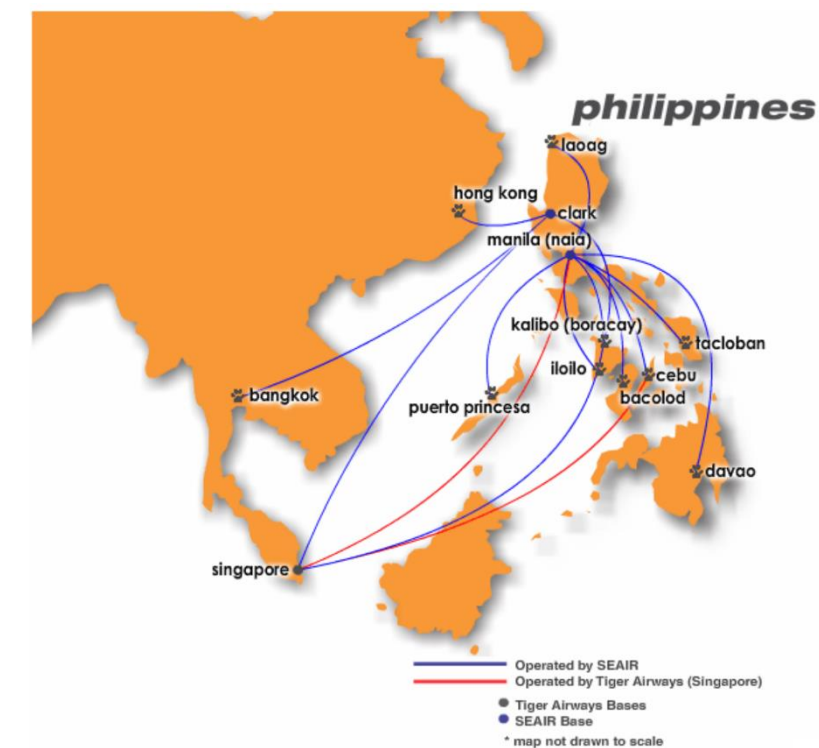 philippines
laoag
hong kong
clark
manila (naia)
kalibo (boracay)
tacloban
iloilo
cebu
bangkok
bacolod
puerto princesa
davao
singapore
Operated by SEAIR
Operated by Tiger Airways (Singapore)
Tiger Airways Bases
SEAIR Base
* map not drawn to scale